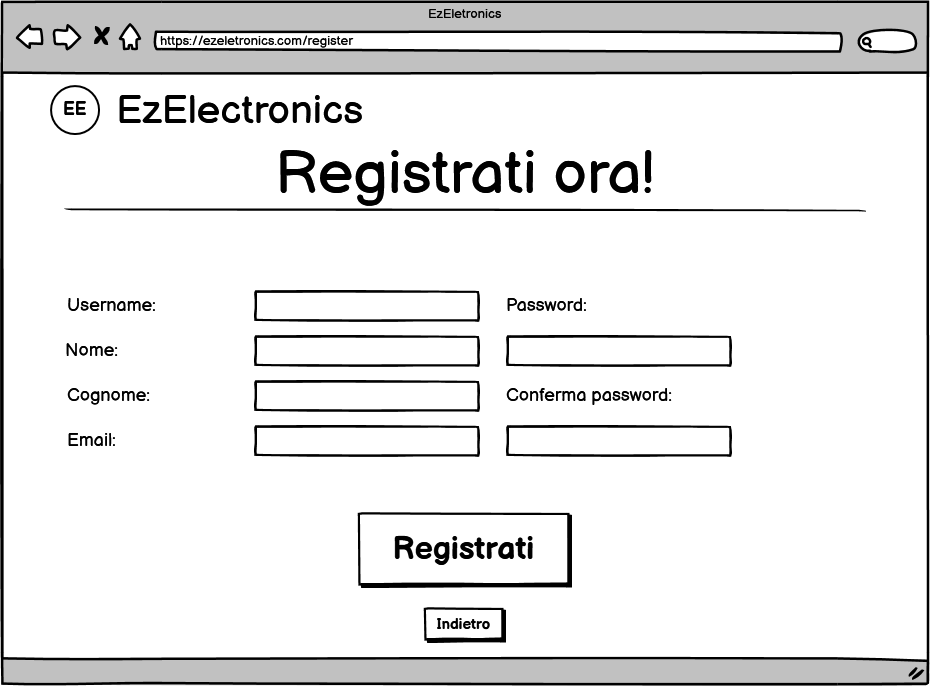 EzEletronics
https://ezeletronics.com/register
EE
EzElectronics
Registrati ora!
Username:
Password:
Nome:
Cognome:
Conferma password:
Email:
Registrati
Indietro